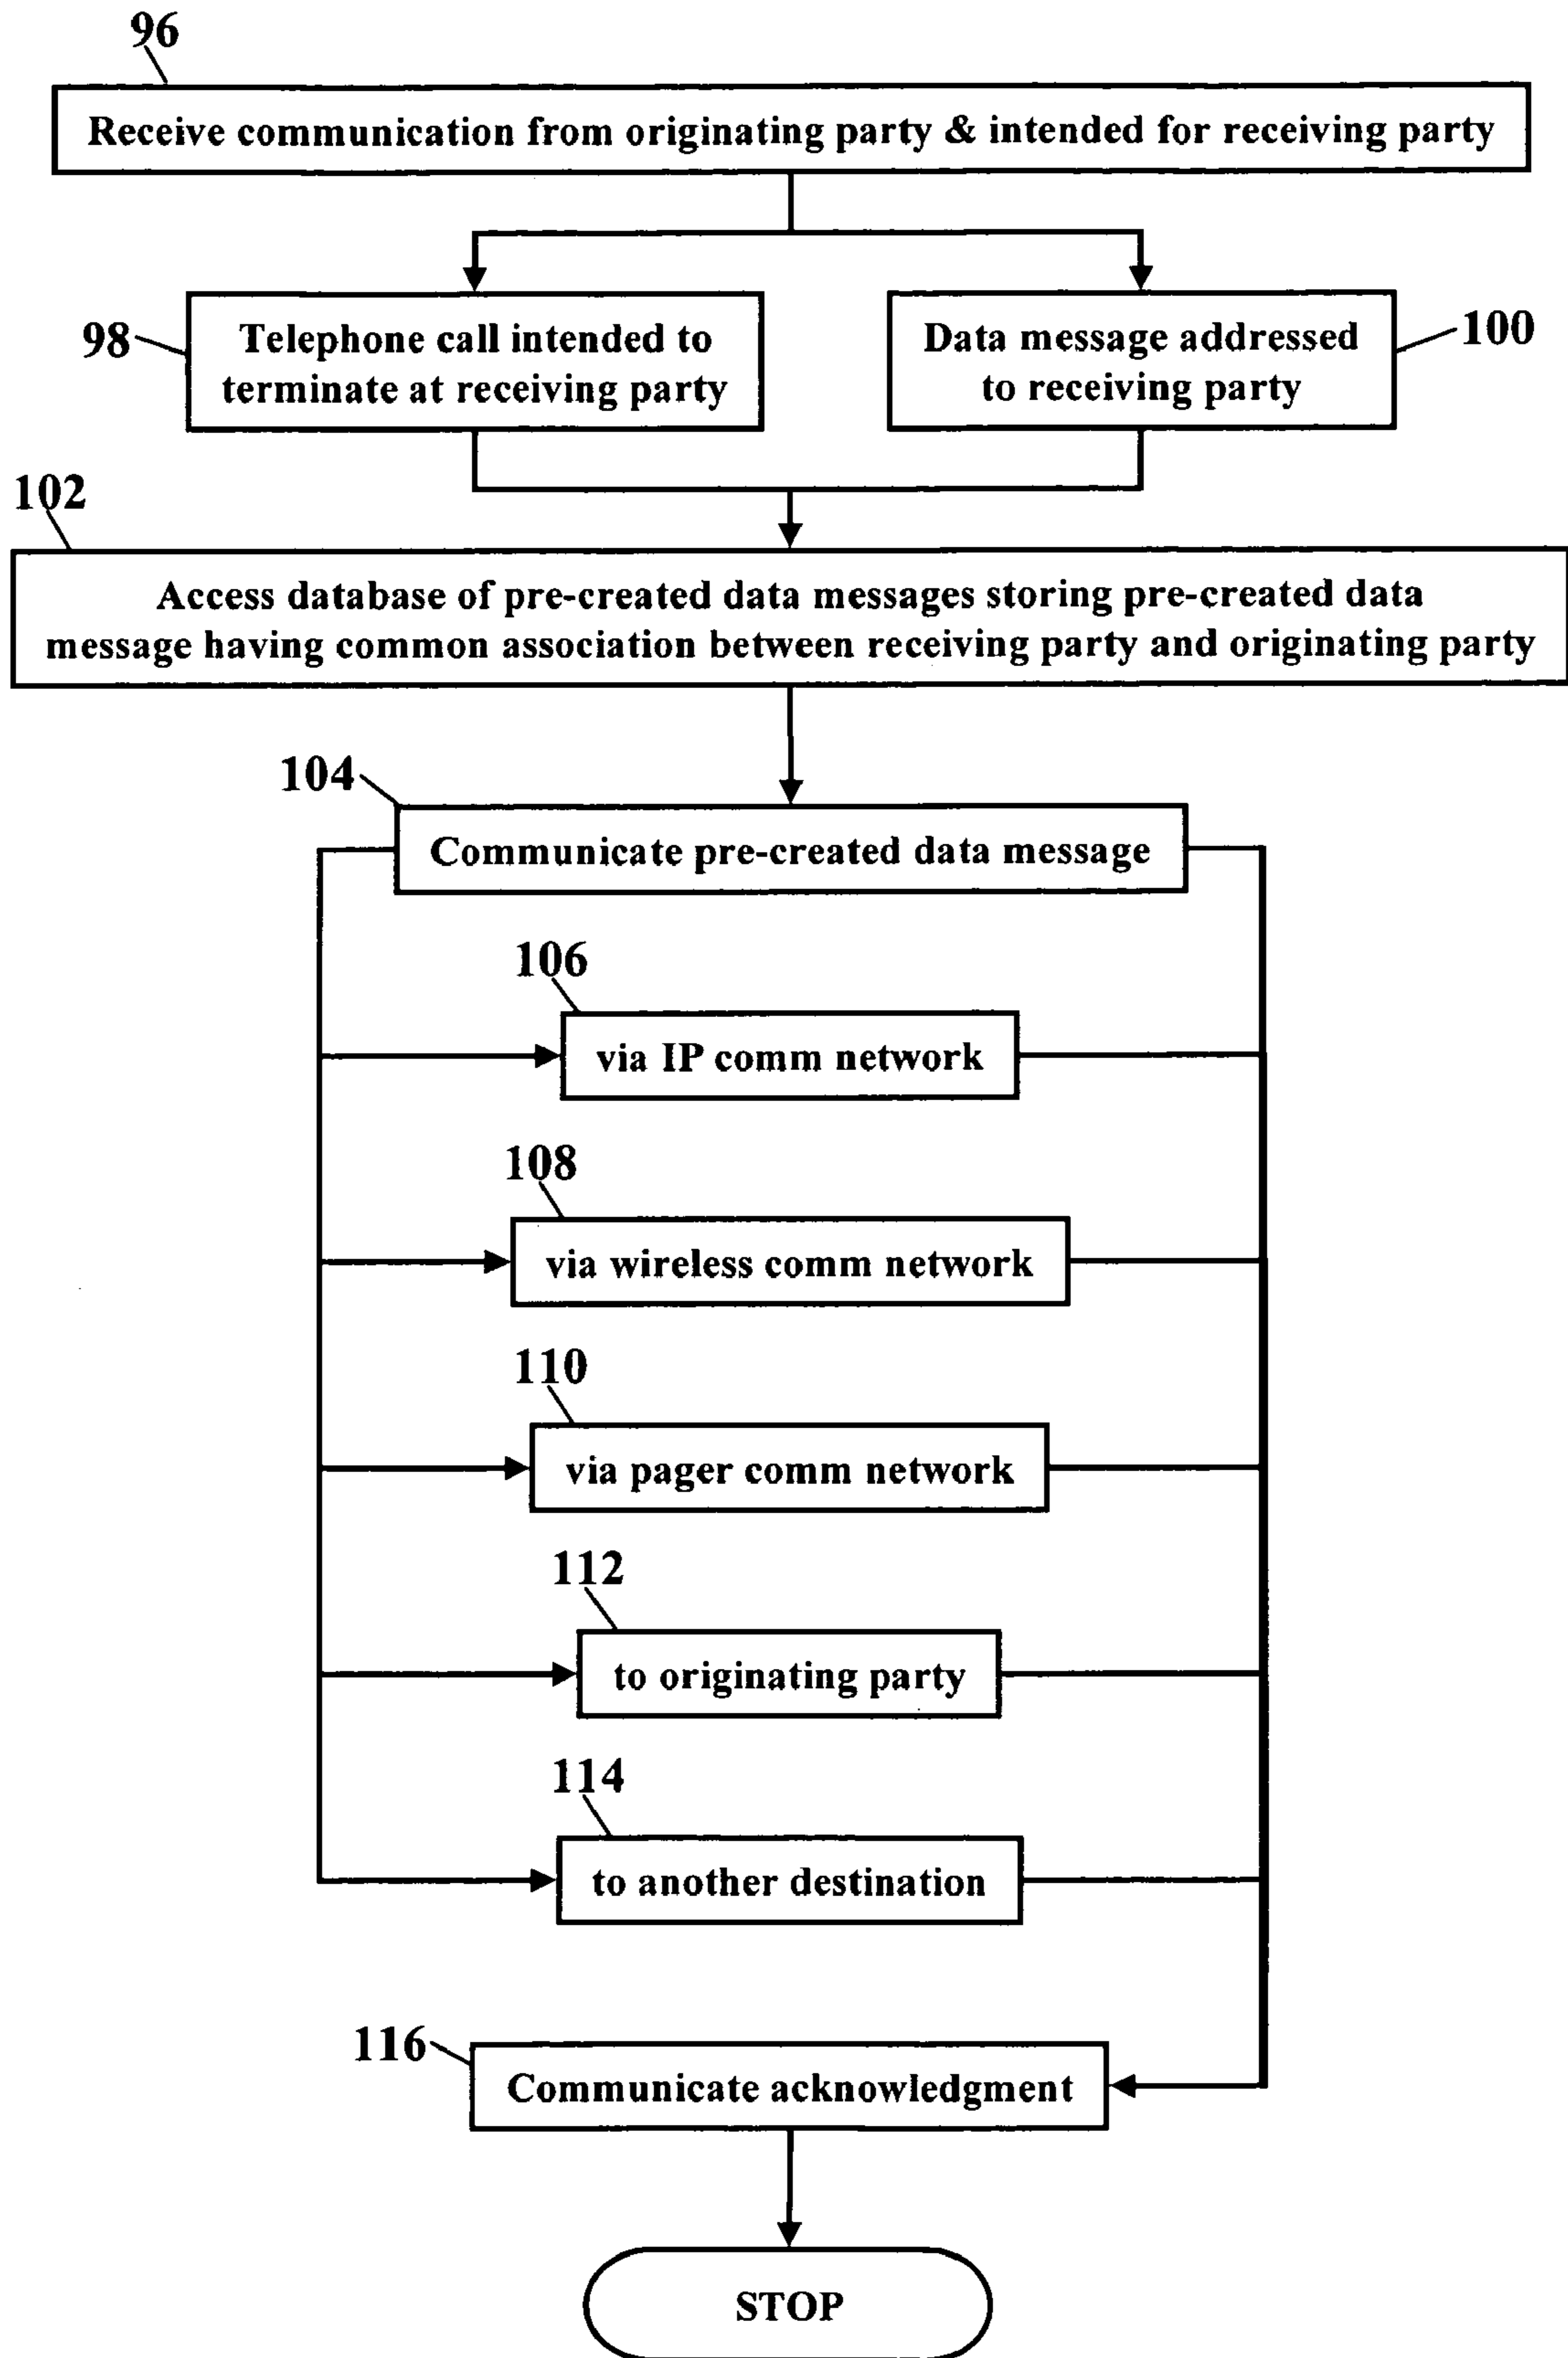 96
Receive communication from originating party & intended for receiving party
98
Telephone call intended to
terminate at receiving party
Data message addressed
to receiving party
100
102
Access database of pre-created data messages storing pre-created data
message having common association between receiving party and originating party
104
Communicate pre-created data message
106
via IP comm network
108
via wireless comm network
110
via pager comm network
112
to originating party
114
to another destination
116
Communicate acknowledgment
STOP